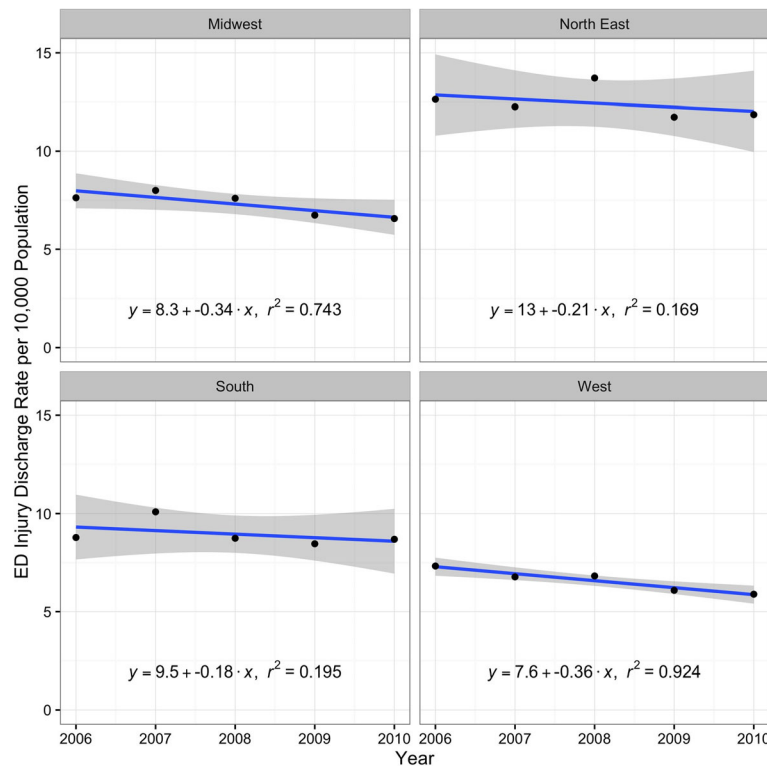 Midwest
North East
15
10
5
0
y = 8.3 + -0.34 · x, r² = 0.743
y = 13 + -0.21 · x, r² = 0.169
South
West
15
10
5
0
y = 9.5 + -0.18 · x, r² = 0.195
y = 7.6 + -0.36 · x, r² = 0.924
2006 2007 2008 2009 2010
2006 2007 2008 2009 2010
Year
ED Injury Discharge Rate per 10,000 Population